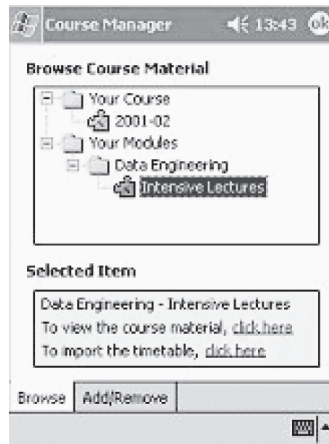 Course Manager 13:43 ok
Browse Course Material
Your Course
2001-02
Your Modules
Data Engineering
Intensive Lectures
Selected Item
Data Engineering - Intensive Lectures
To view the course material, click here
To import the timetable, click here
Browse Add/Remove